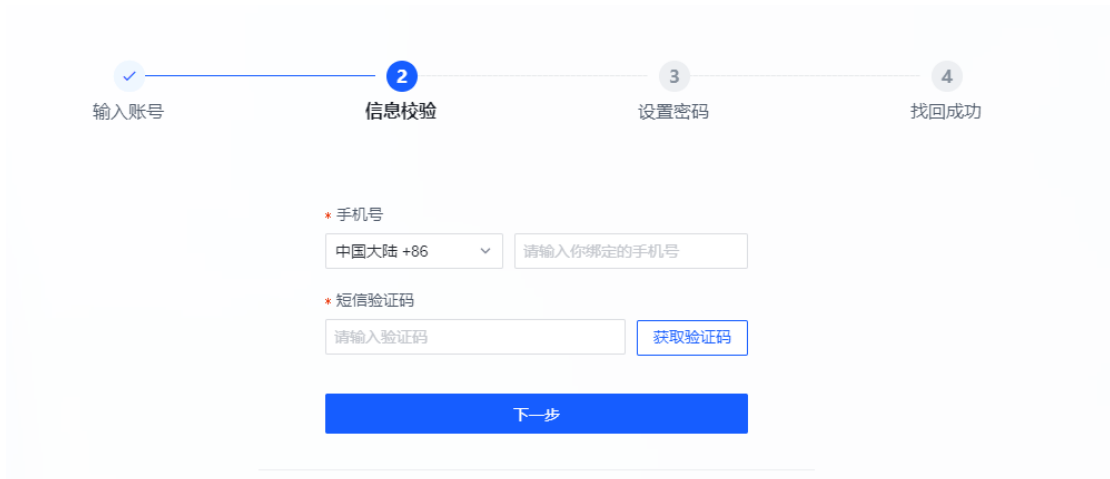 2 3 4
输入账号 信息校验 设置密码 找回成功
* 手机号
中国大陆 +86 请输入你绑定的手机号
* 短信验证码
请输入验证码 获取验证码
下一步